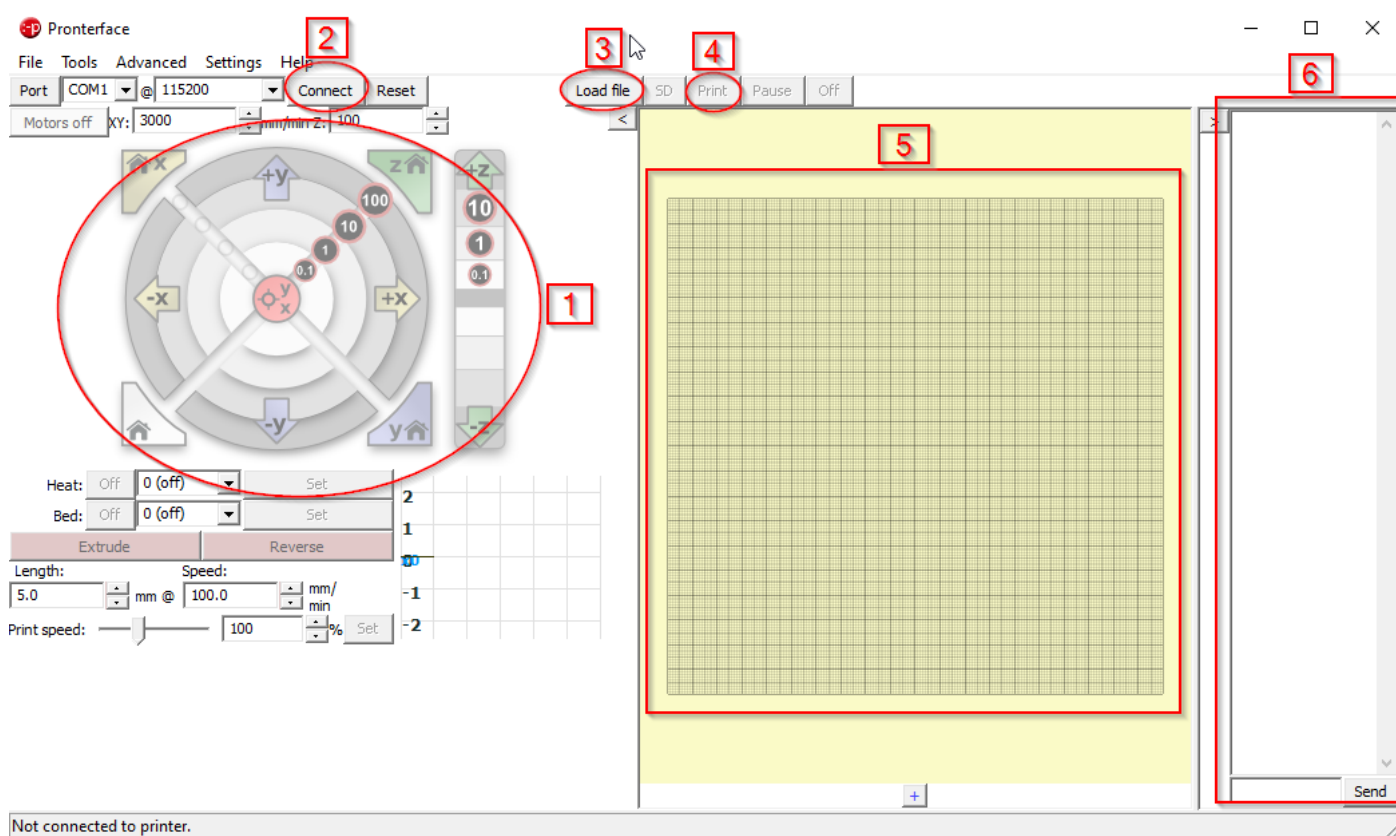 Pronterface
2
3
4
6
File Tools Advanced Settings Help
Port COM1 @ 115200 Connect Reset Load file SD Print Pause Off
Motors off XY: 3000 mm/min Z: 100 < >
5
x +y z +z
100 10
10 1
1 0.1
0.1
y
x
-x +x
1
-y y -z
Heat: Off 0 (off) Set
Bed: Off 0 (off) Set
Extrude Reverse
Length: Speed:
5.0 mm @ 100.0 mm/
min
Print speed: 100 % Set
2
1
-1
-2
+
Send
Not connected to printer.